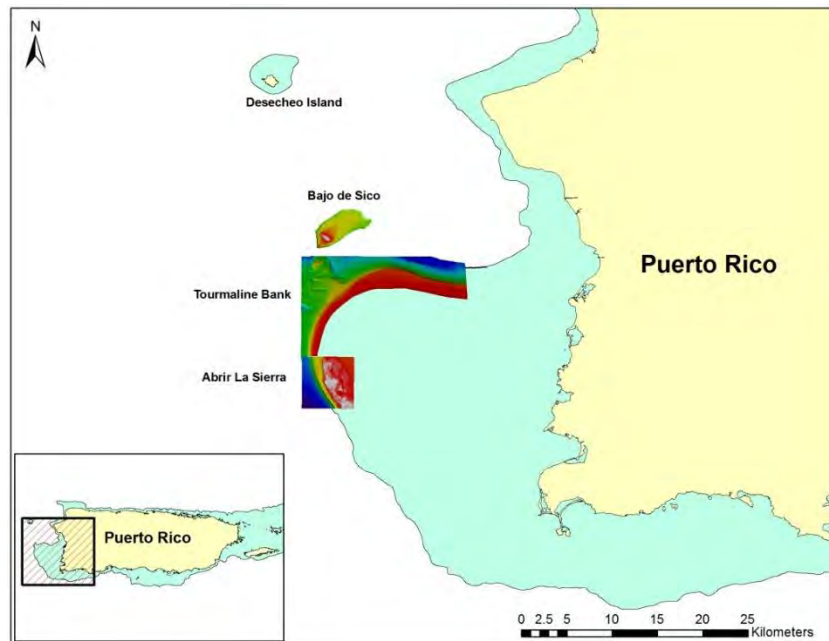 N
Desecheo Island
Bajo de Sico
Puerto Rico
Tourmaline Bank
Abrir La Sierra
Puerto Rico
0 2.5 5 10 15 20 25
Kilometers